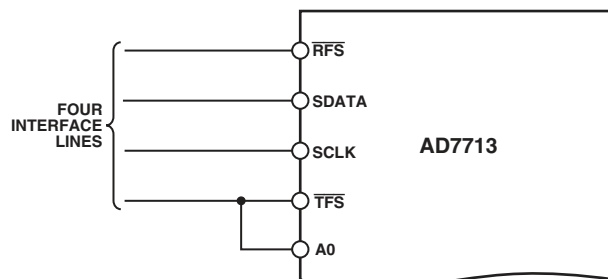 RFS
SDATA
FOUR
INTERFACE
LINES
SCLK
AD7713
TFS
A0